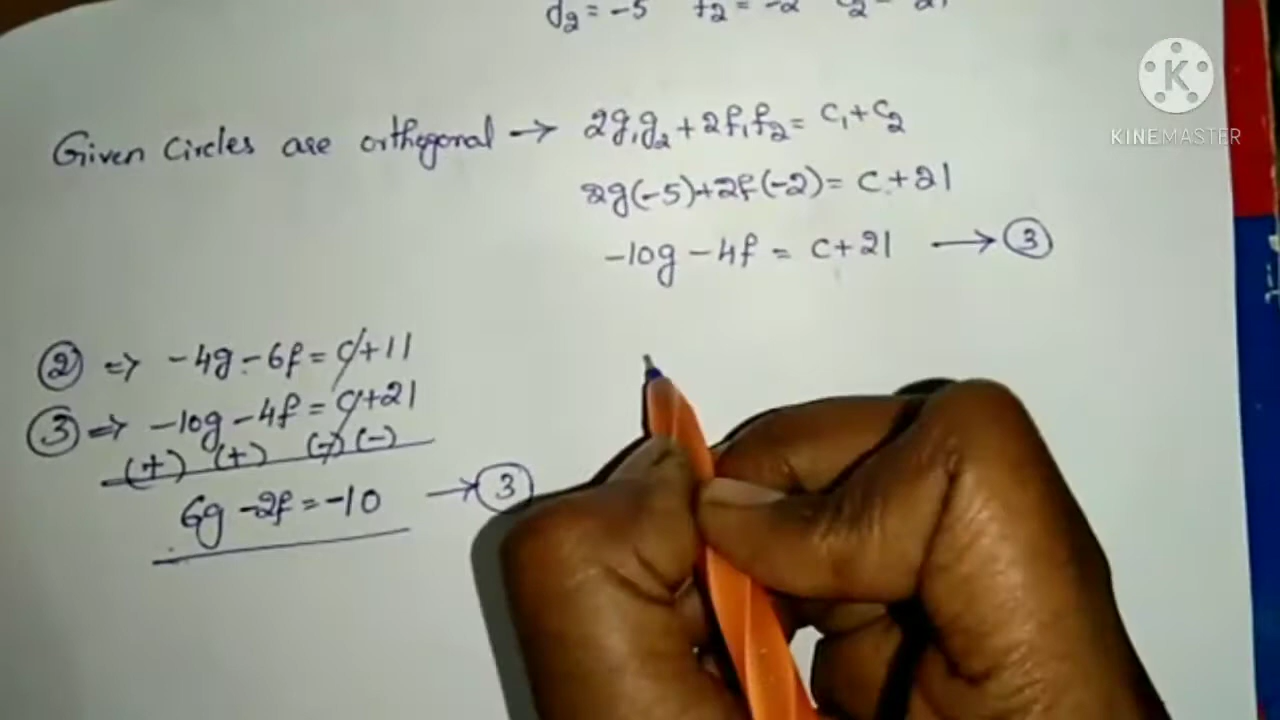 Given circles are orthogonal → 2g₁g₂ + 2f₁f₂ = c₁ + c₂
2g(-5)+2f(-2) = c + 21
-10g - 4f = c + 21 → ③
② ⇒ -4g - 6f = c + 11
③ ⇒ -10g - 4f = c + 21
(+) (+) (-) (-)
6g - 2f = -10 → ③
K
KINEMASTER